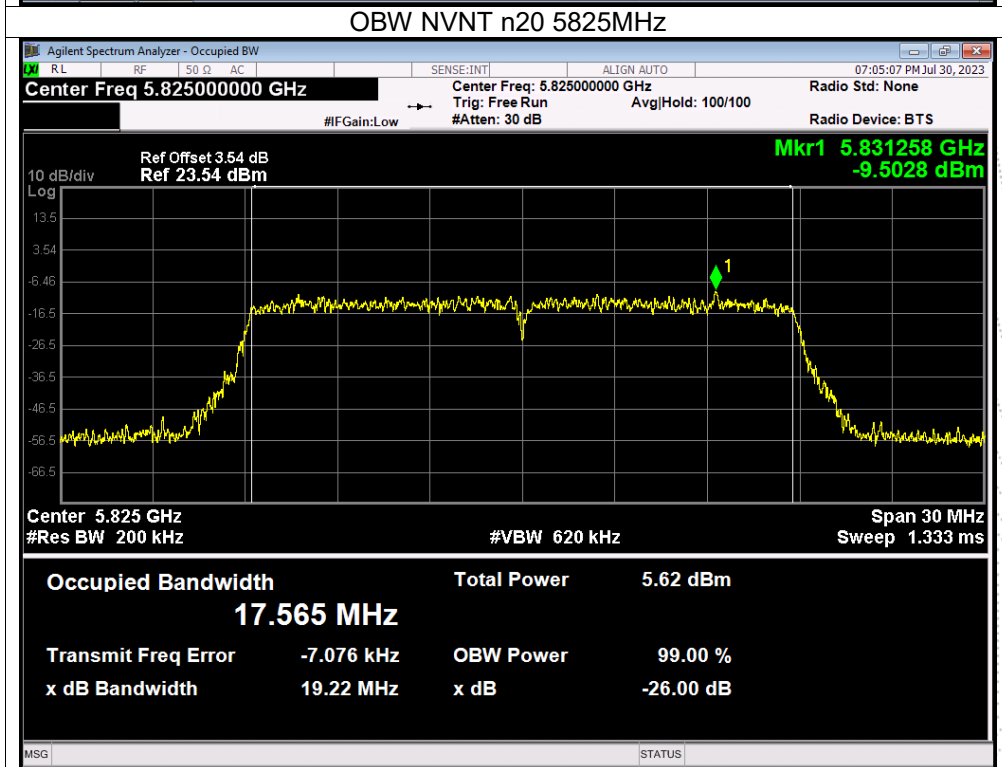 OBW NVNT n20 5825MHz
Agilent Spectrum Analyzer - Occupied BW
LXI RL RF 50 Ω AC SENSE:INT ALIGN AUTO 07:05:07 PM Jul 30, 2023
Center Freq 5.825000000 GHz
Center Freq: 5.825000000 GHz
Radio Std: None
Trig: Free Run Avg|Hold: 100/100
#IFGain:Low #Atten: 30 dB Radio Device: BTS
Mkr1 5.831258 GHz
-9.5028 dBm
Ref Offset 3.54 dB
10 dB/div Ref 23.54 dBm
Log
13.5
3.54
-6.46
-16.5
-26.5
-36.5
-46.5
-56.5
-66.5
1
Center 5.825 GHz Span 30 MHz
#Res BW 200 kHz #VBW 620 kHz Sweep 1.333 ms
Occupied Bandwidth Total Power 5.62 dBm
17.565 MHz
Transmit Freq Error -7.076 kHz OBW Power 99.00 %
x dB Bandwidth 19.22 MHz x dB -26.00 dB
MSG STATUS